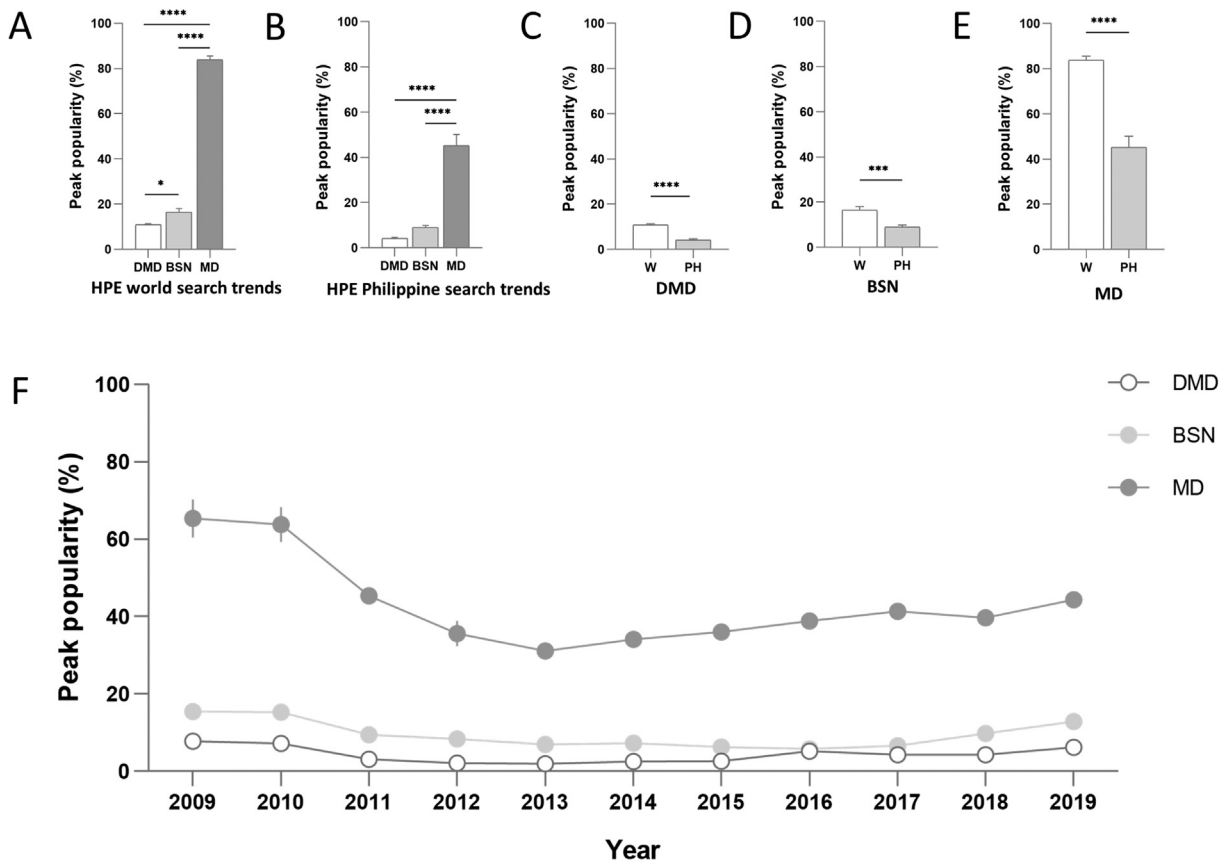 A
Peak popularity (%)
100
80
60
40
20
0
****
****
*
DMD BSN MD
HPE world search trends
B
Peak popularity (%)
100
80
60
40
20
0
****
****
DMD BSN MD
HPE Philippine search trends
C
Peak popularity (%)
100
80
60
40
20
0
****
W PH
DMD
D
Peak popularity (%)
100
80
60
40
20
0
***
W PH
BSN
E
Peak popularity (%)
100
80
60
40
20
0
****
W PH
MD
F
Peak popularity (%)
100
80
60
40
20
0
2009 2010 2011 2012 2013 2014 2015 2016 2017 2018 2019
Year
DMD
BSN
MD